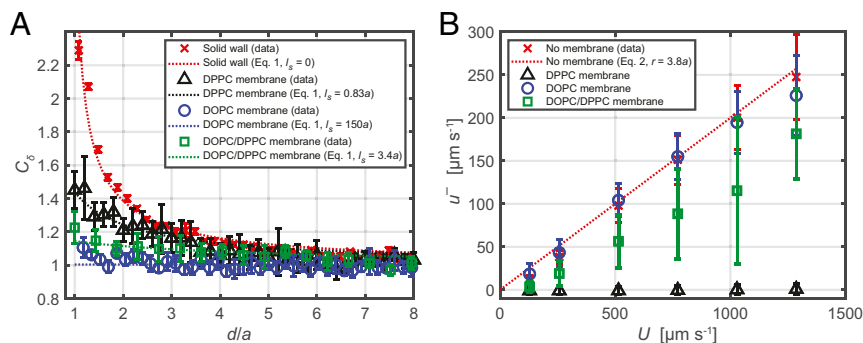 A
Solid wall (data)
Solid wall (Eq. 1, lₛ = 0)
DPPC membrane (data)
DPPC membrane (Eq. 1, lₛ = 0.83a)
DOPC membrane (data)
DOPC membrane (Eq. 1, lₛ = 150a)
DOPC/DPPC membrane (data)
DOPC/DPPC membrane (Eq. 1, lₛ = 3.4a)
2.2
2
1.8
1.6
1.4
1.2
1.0
0.8
C_δ
1 2 3 4 5 6 7 8
d/a
B
No membrane (data)
No membrane (Eq. 2, r = 3.8a)
DPPC membrane
DOPC membrane
DOPC/DPPC membrane
300
250
200
150
100
50
0
u⁻ [µm s⁻¹]
0 500 1000 1500
U [µm s⁻¹]